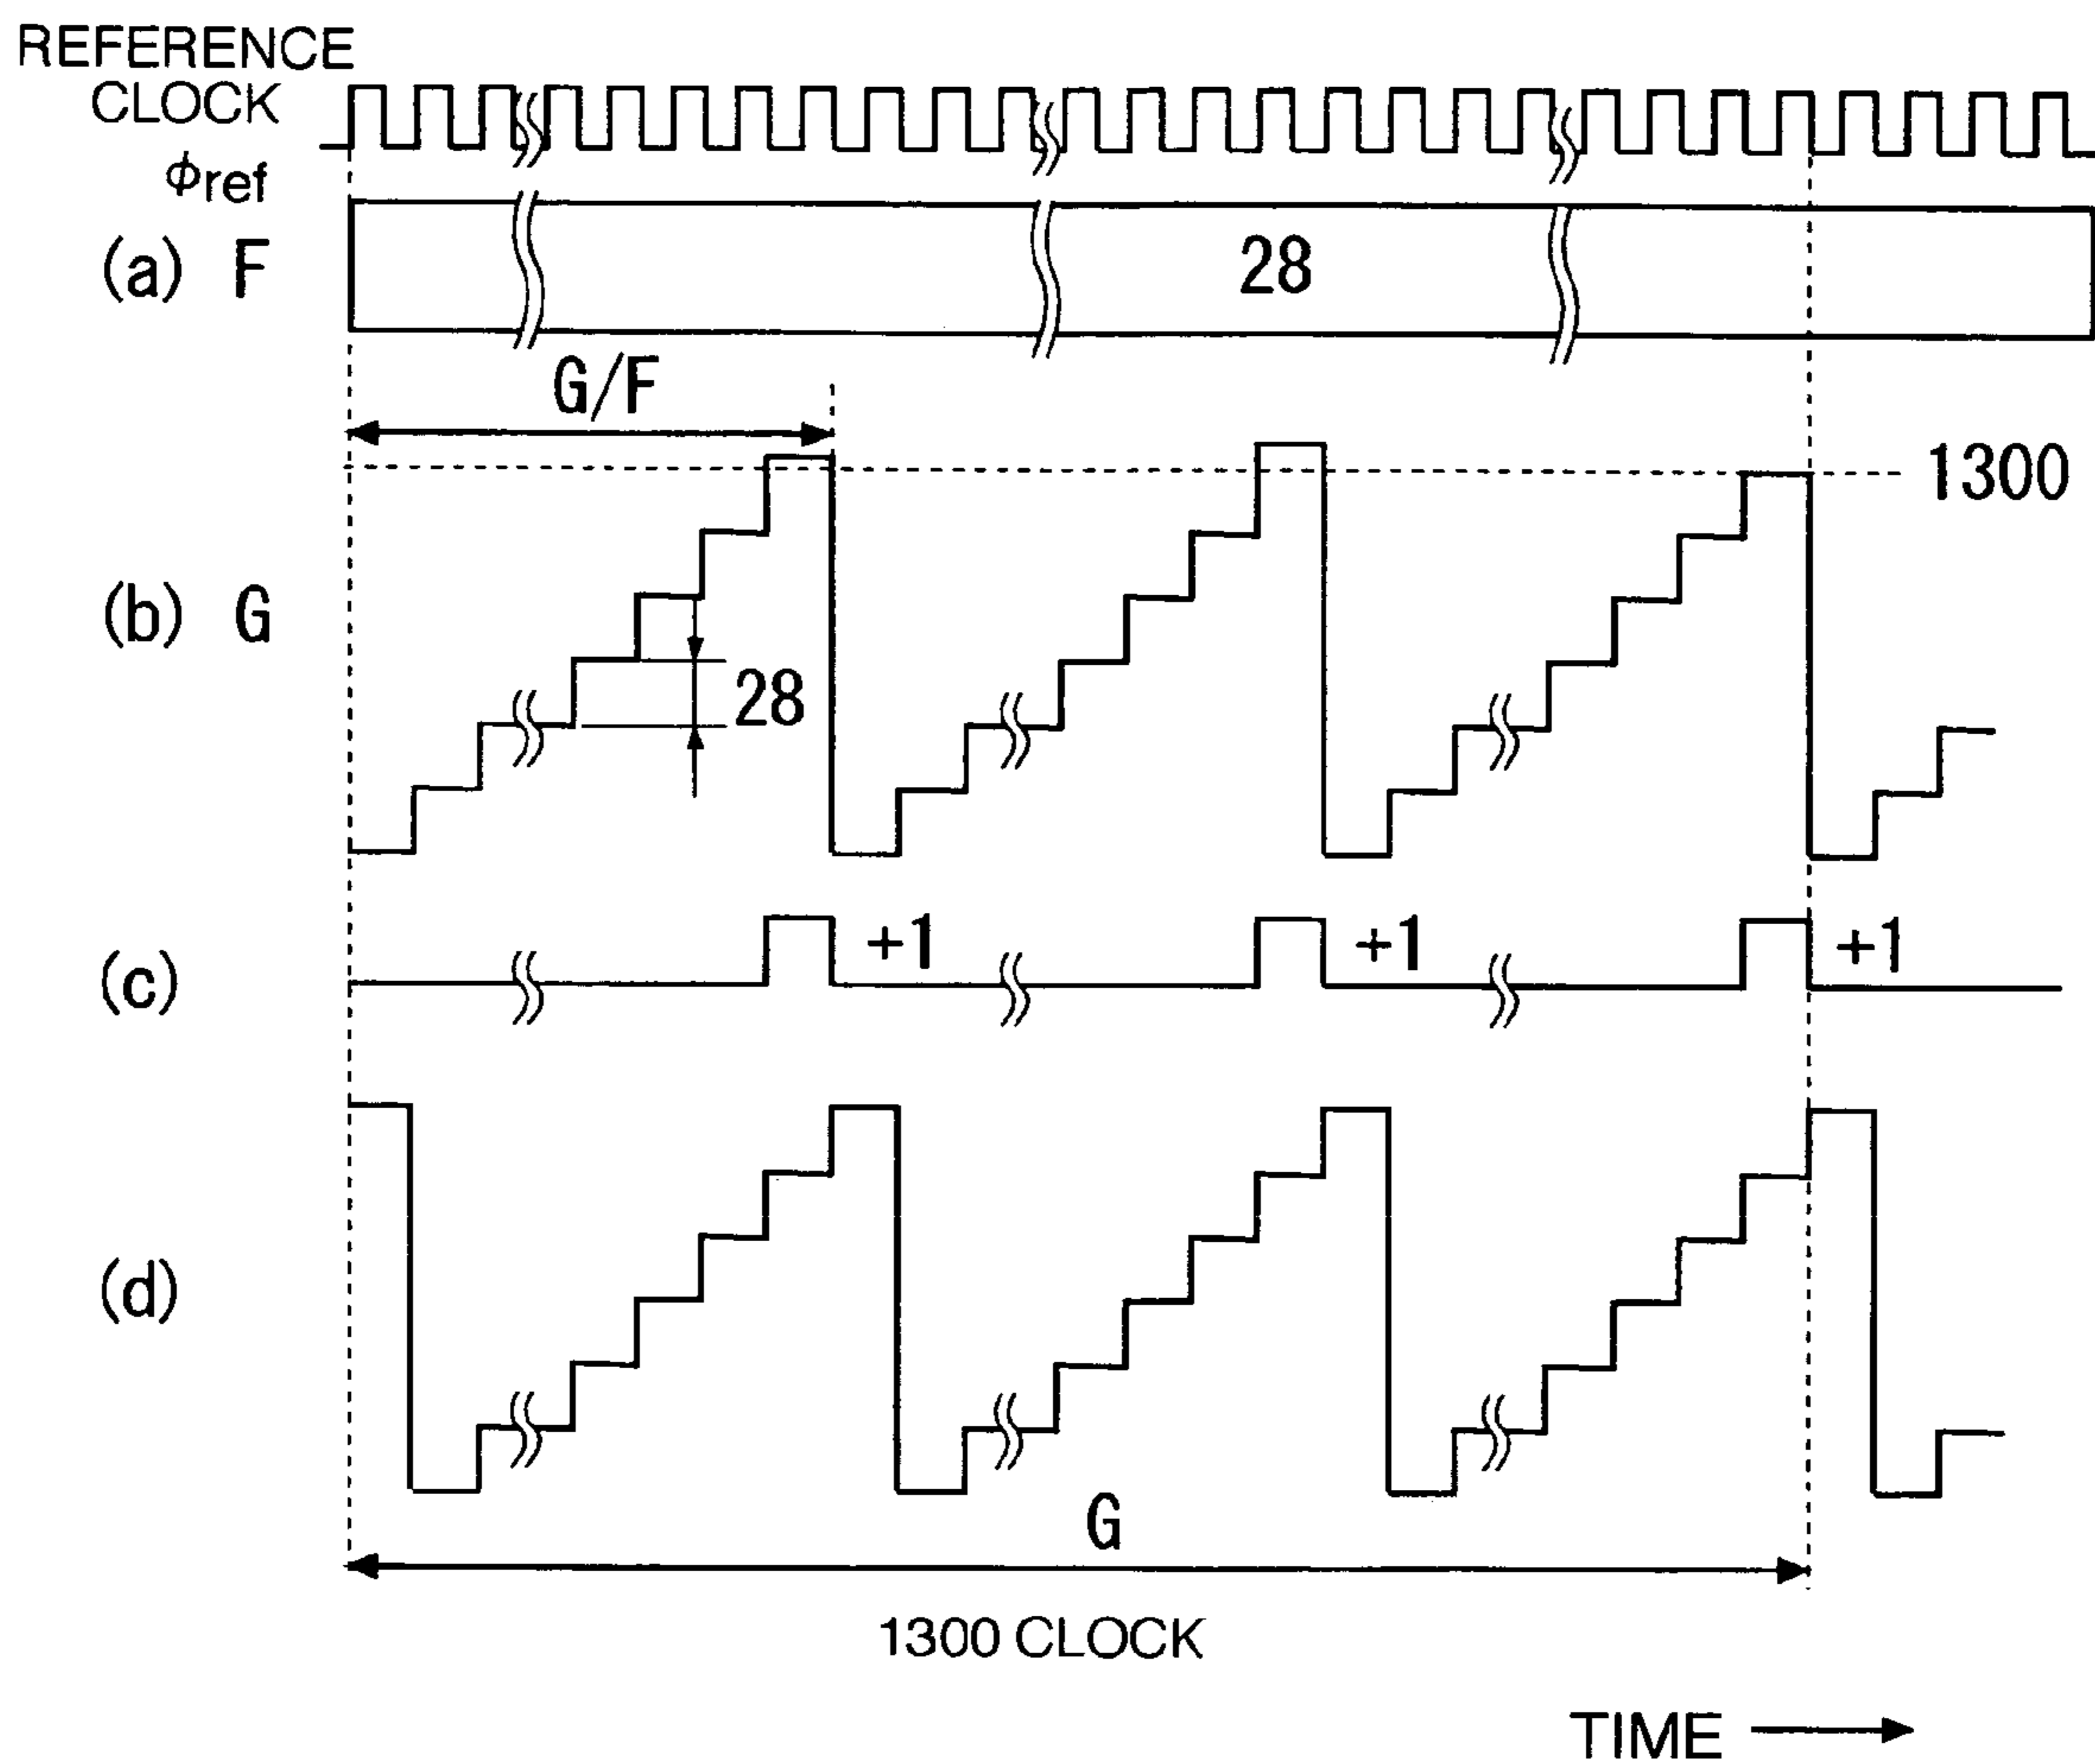 REFERENCE
CLOCK
ϕref
(a) F
28
G/F
1300
(b) G
28
(c)
+1
+1
+1
(d)
G
1300 CLOCK
TIME